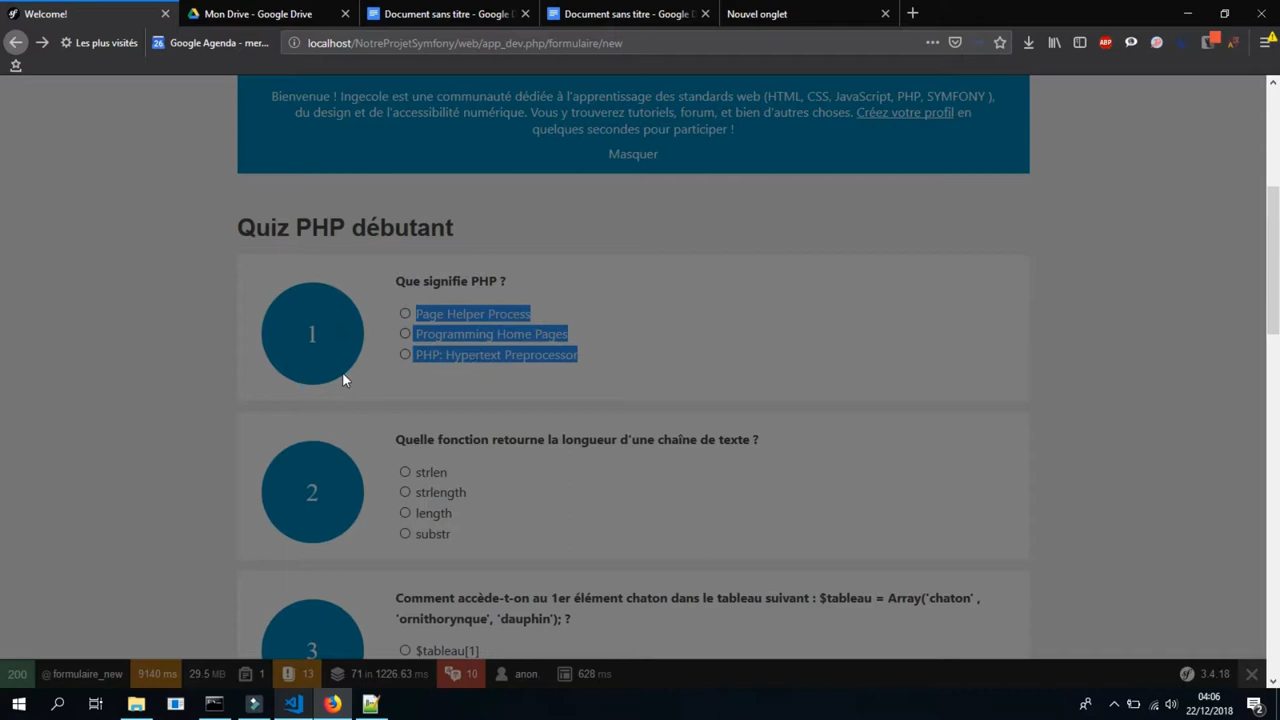 Welcome!
Mon Drive - Google Drive
Document sans titre - Google D
Document sans titre - Google D
Nouvel onglet
Les plus visités
26
Google Agenda - mer...
localhost/NotreProjetSymfony/web/app_dev.php/formulaire/new
ABP
Bienvenue ! Ingecole est une communauté dédiée à l'apprentissage des standards web (HTML, CSS, JavaScript, PHP, SYMFONY ),
du design et de l'accessibilité numérique. Vous y trouverez tutoriels, forum, et bien d'autres choses. Créez votre profil en
quelques secondes pour participer !
Masquer
Quiz PHP débutant
1
Que signifie PHP ?
Page Helper Process
Programming Home Pages
PHP: Hypertext Preprocessor
2
Quelle fonction retourne la longueur d'une chaîne de texte ?
strlen
strlength
length
substr
3
Comment accède-t-on au 1er élément chaton dans le tableau suivant : $tableau = Array('chaton' ,
'ornithorynque', 'dauphin'); ?
$tableau[1]
200
@ formulaire_new
9140 ms
29.5 MB
1
13
71 in 1226.63 ms
10
anon.
628 ms
3.4.18
04:06
22/12/2018
2